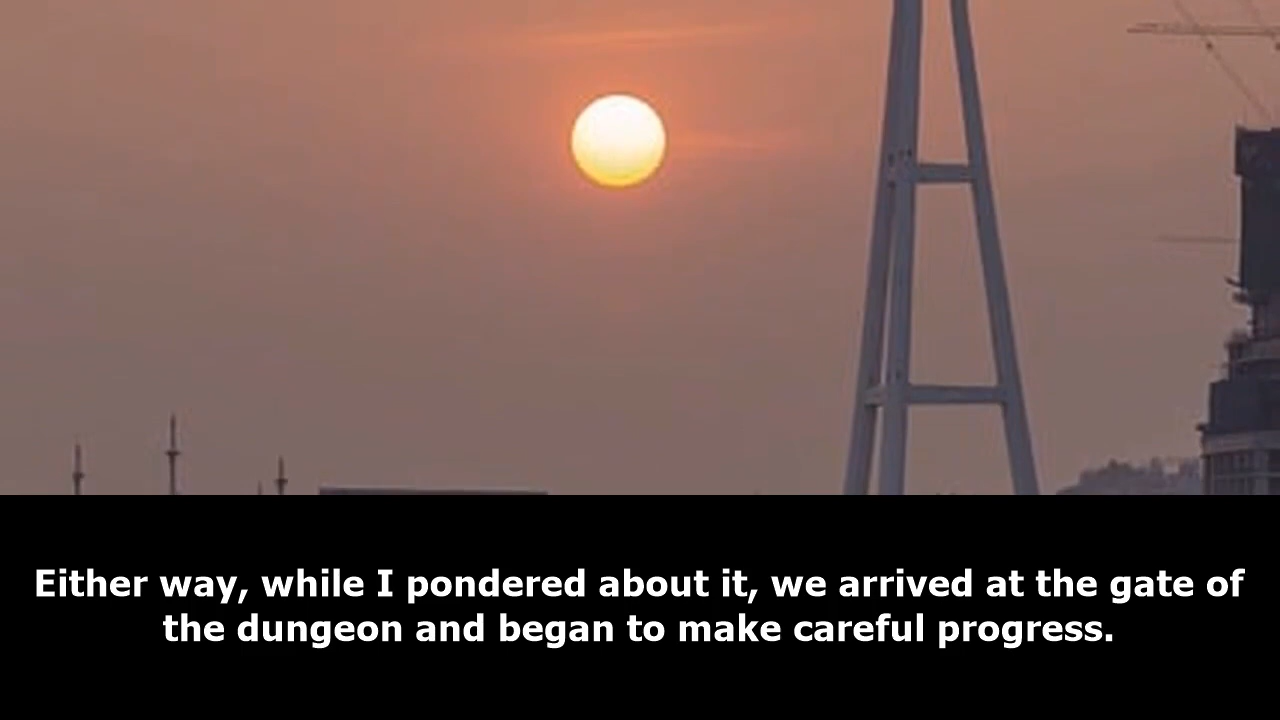 Either way, while I pondered about it, we arrived at the gate of
the dungeon and began to make careful progress.